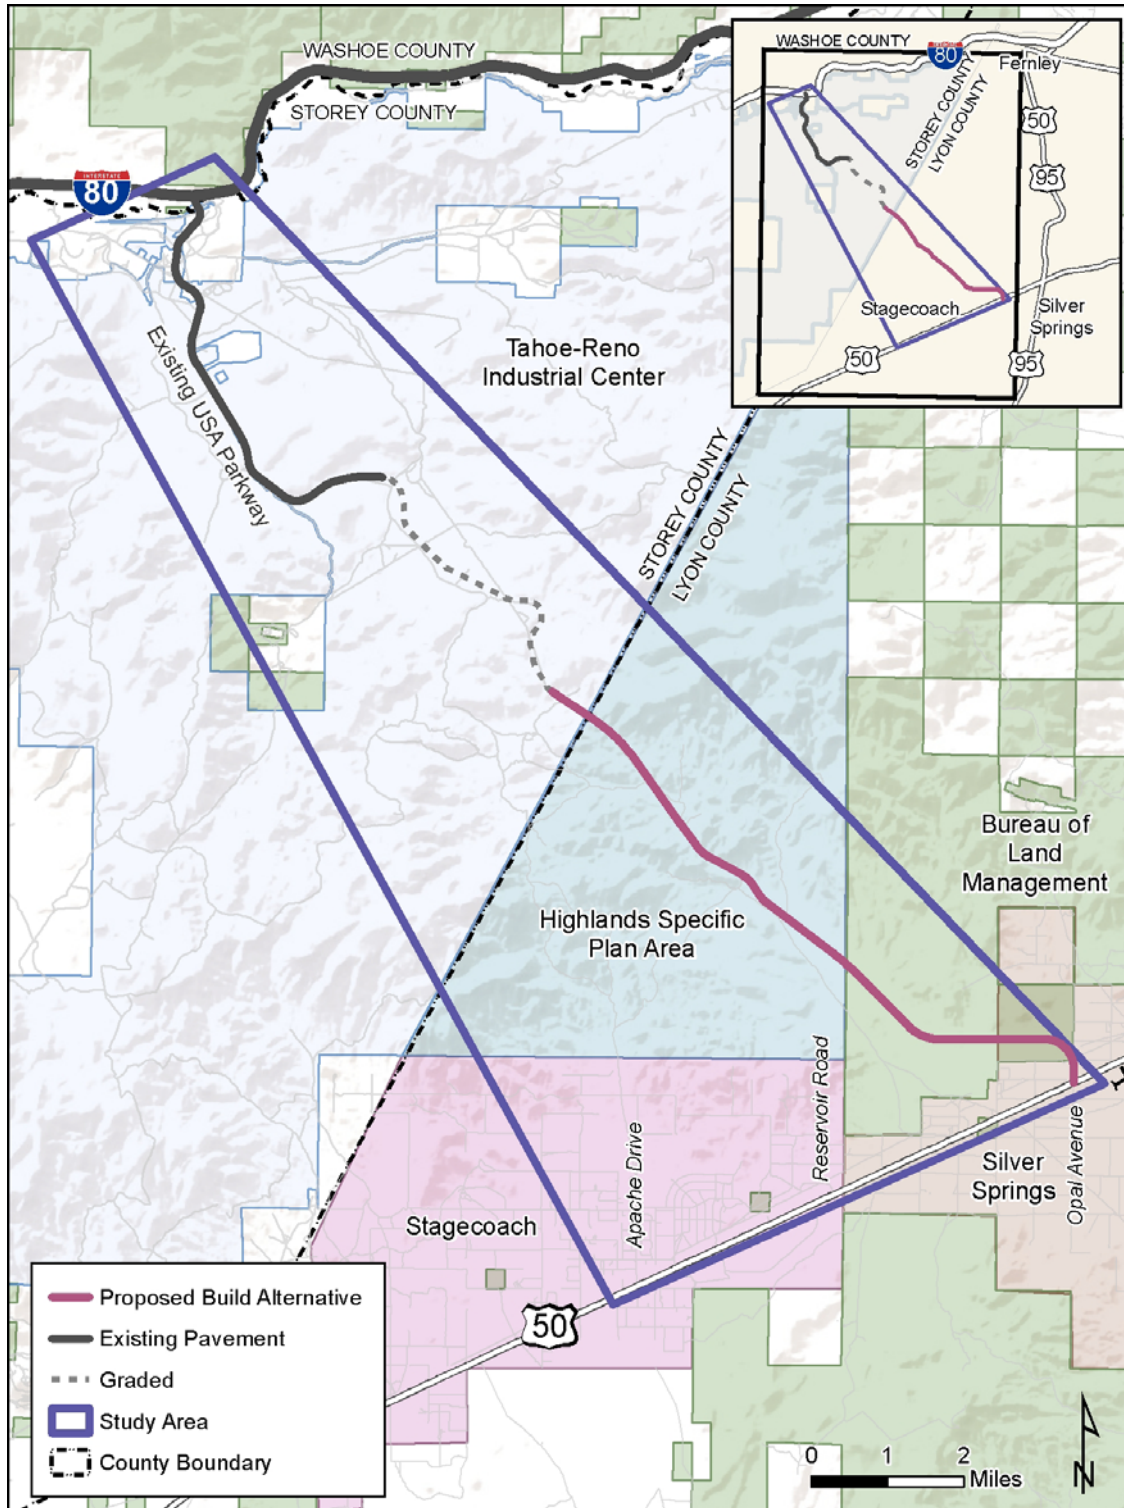 WASHOE COUNTY
STOREY COUNTY
INTERSTATE
80
Existing USA Parkway
Tahoe-Reno
Industrial Center
STOREY COUNTY
LYON COUNTY
Bureau of
Land
Management
Highlands Specific
Plan Area
Reservoir Road
Apache Drive
Opal Avenue
Silver
Springs
Stagecoach
50
WASHOE COUNTY
80
Fernley
STOREY COUNTY
LYON COUNTY
50
95
Stagecoach
Silver
Springs
50
95
Proposed Build Alternative
Existing Pavement
Graded
Study Area
County Boundary
0 1 2
Miles
N